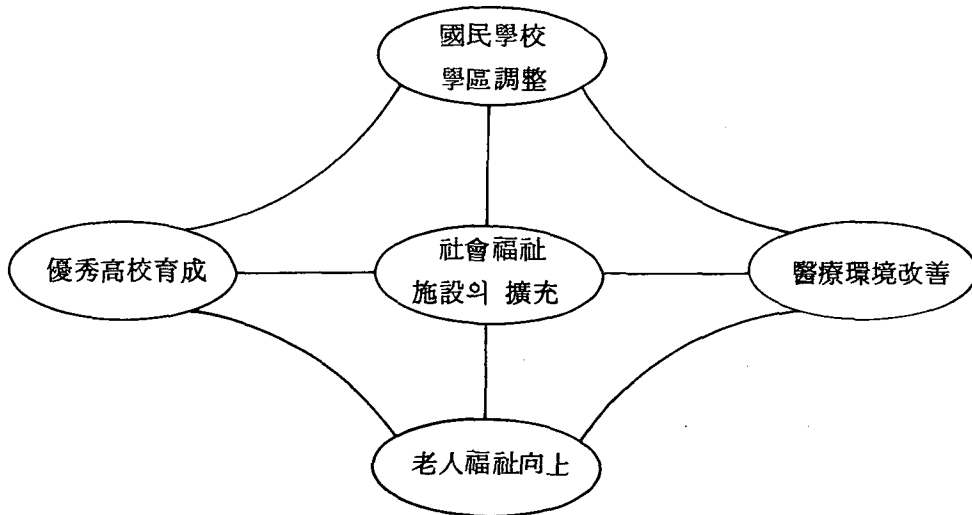 國民學校
學區調整
優秀高校育成
社會福祉
施設의 擴充
醫療環境改善
老人福祉向上